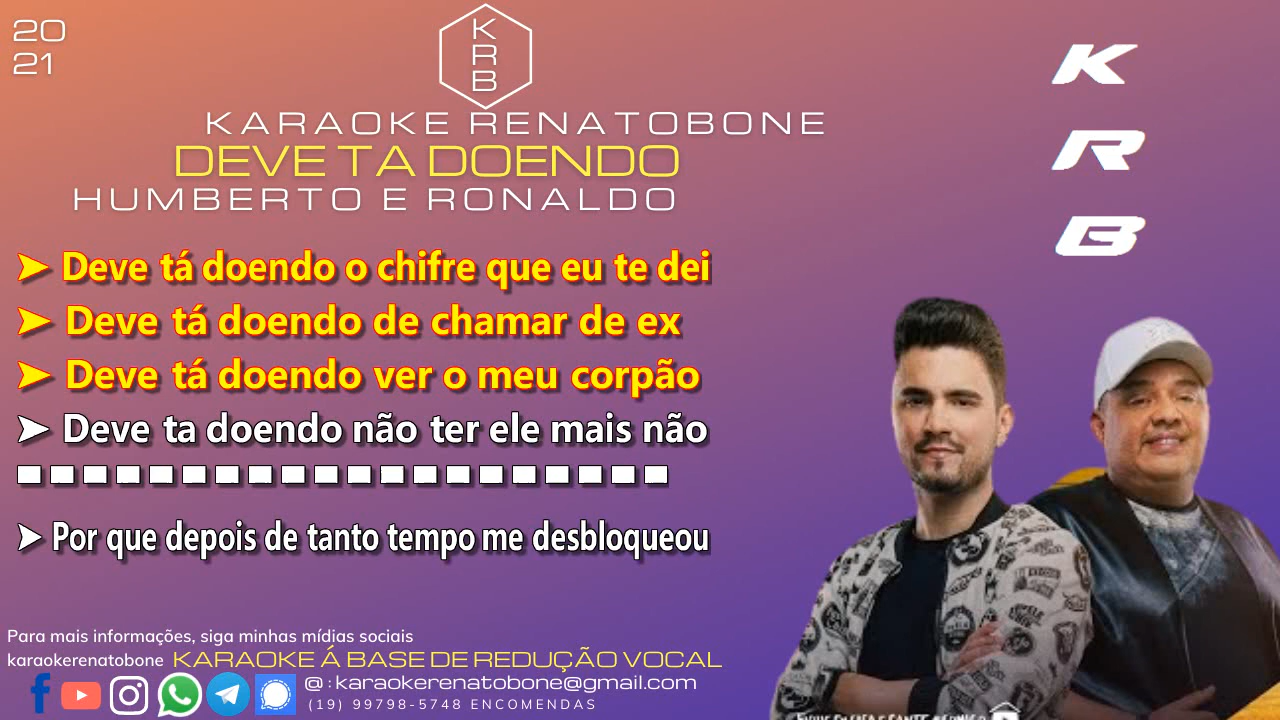 20
21
K
R
B
KARAOKE RENATOBONE
DEVE TA DOENDO
HUMBERTO E RONALDO
K
R
B
➤ Deve tá doendo o chifre que eu te dei
➤ Deve tá doendo de chamar de ex
➤ Deve tá doendo ver o meu corpão
➤ Deve ta doendo não ter ele mais não
➤ Por que depois de tanto tempo me desbloqueou
Para mais informações, siga minhas mídias sociais
karaokerenatobone KARAOKE Á BASE DE REDUÇÃO VOCAL
@:karaokerenatobone@gmail.com
(19) 99798-5748 ENCOMENDAS